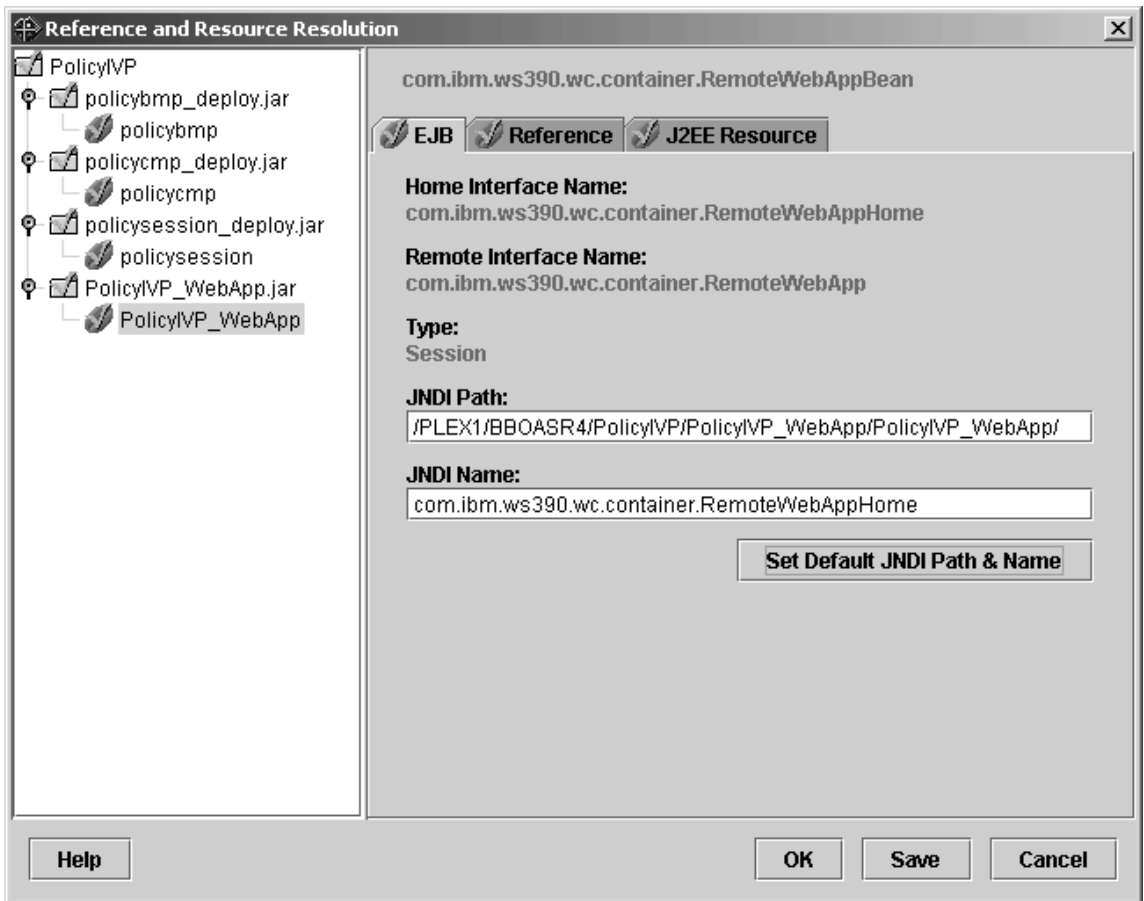 Reference and Resource Resolution
PolicyIVP
policybmp_deploy.jar
policybmp
policycmp_deploy.jar
policycmp
policysession_deploy.jar
policysession
PolicyIVP_WebApp.jar
PolicyIVP_WebApp
com.ibm.ws390.wc.container.RemoteWebAppBean
EJB Reference J2EE Resource
Home Interface Name:
com.ibm.ws390.wc.container.RemoteWebAppHome
Remote Interface Name:
com.ibm.ws390.wc.container.RemoteWebApp
Type:
Session
JNDI Path:
/PLEX1/BBOASR4/PolicyIVP/PolicyIVP_WebApp/PolicyIVP_WebApp/
JNDI Name:
com.ibm.ws390.wc.container.RemoteWebAppHome
Set Default JNDI Path & Name
Help OK Save Cancel